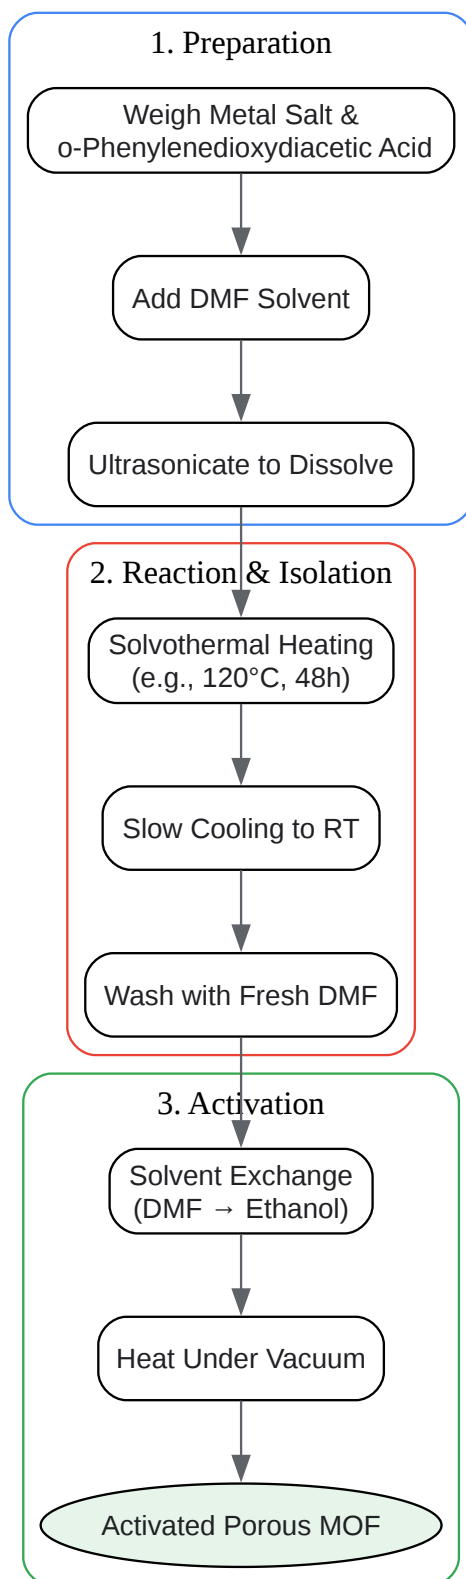 1. Preparation
Weigh Metal Salt &
o-Phenylenedioxydiacetic Acid
Add DMF Solvent
Ultrasonicate to Dissolve
2. Reaction & Isolation
Solvothermal Heating
(e.g., 120°C, 48h)
Slow Cooling to RT
Wash with Fresh DMF
3. Activation
Solvent Exchange
(DMF → Ethanol)
Heat Under Vacuum
Activated Porous MOF